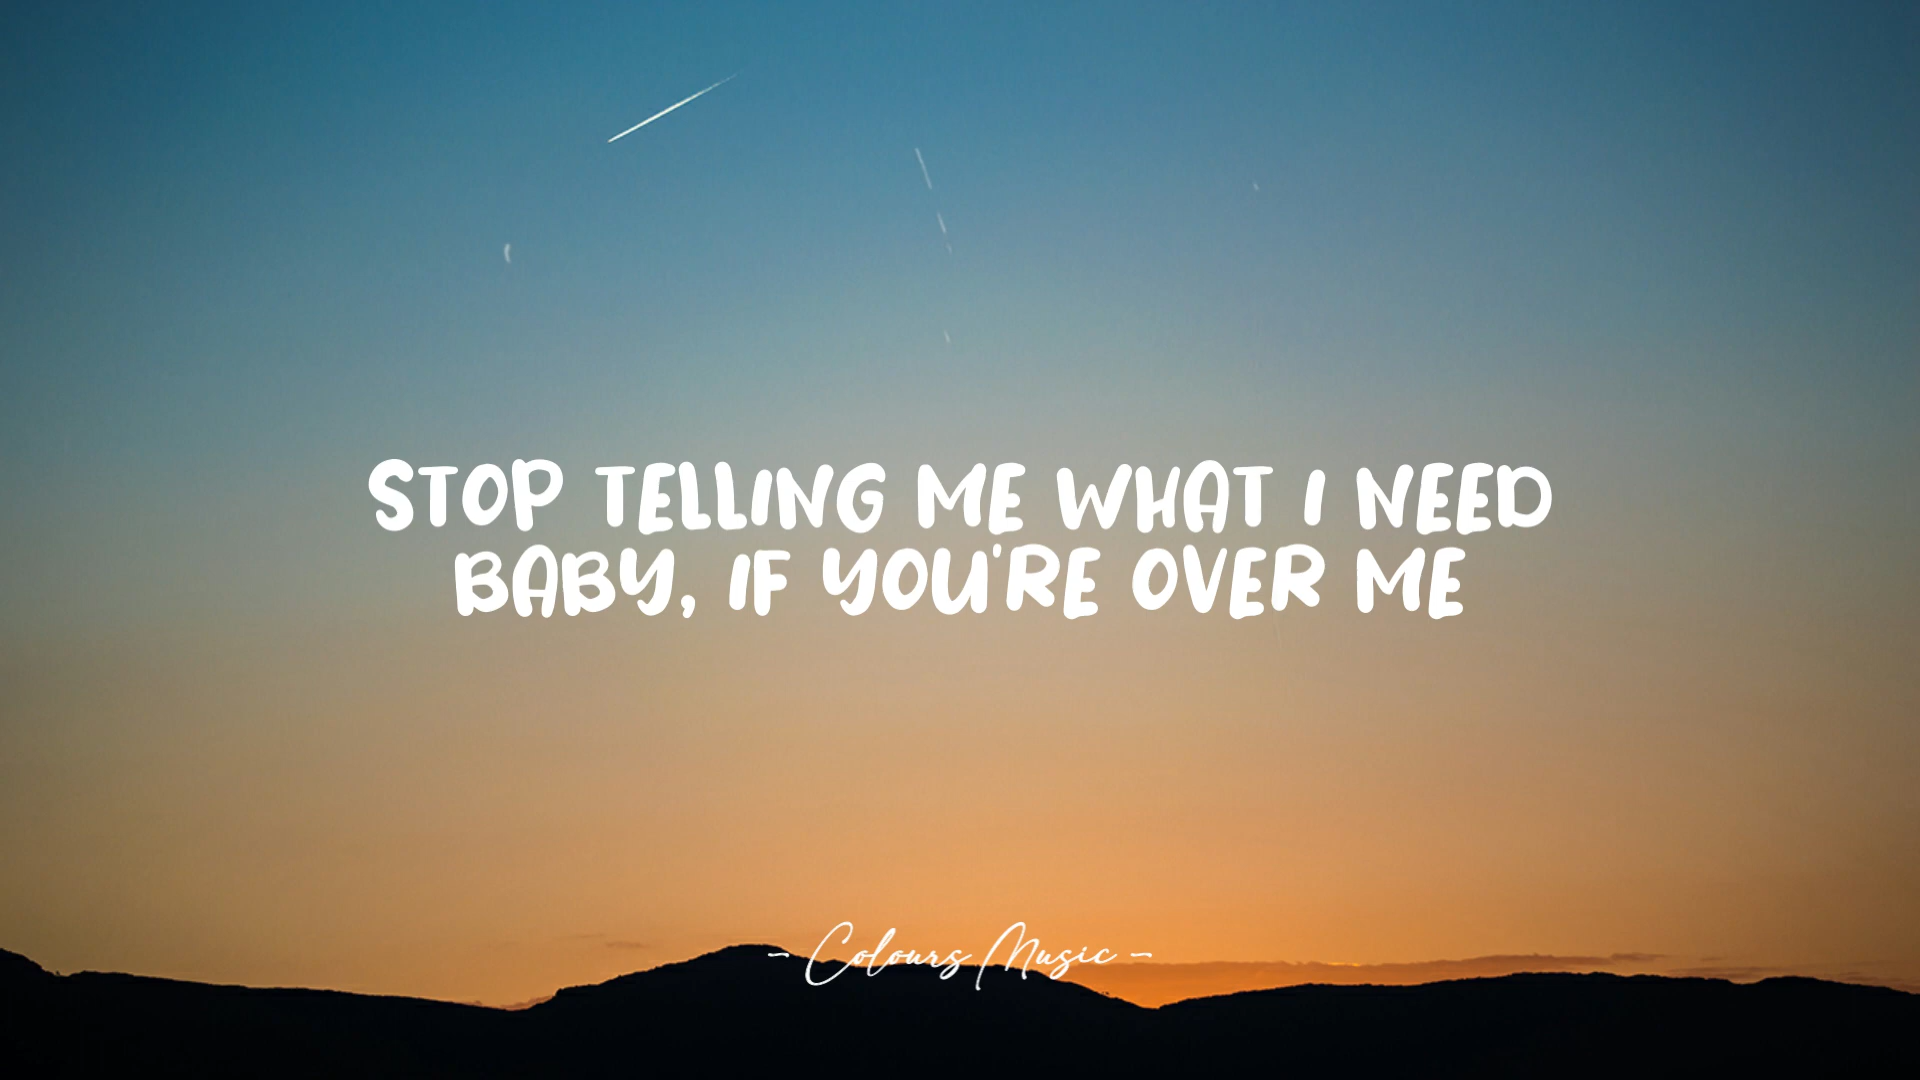 STOP TELLING ME WHAT I NEED
BABY, IF YOU'RE OVER ME
- Colours Music -